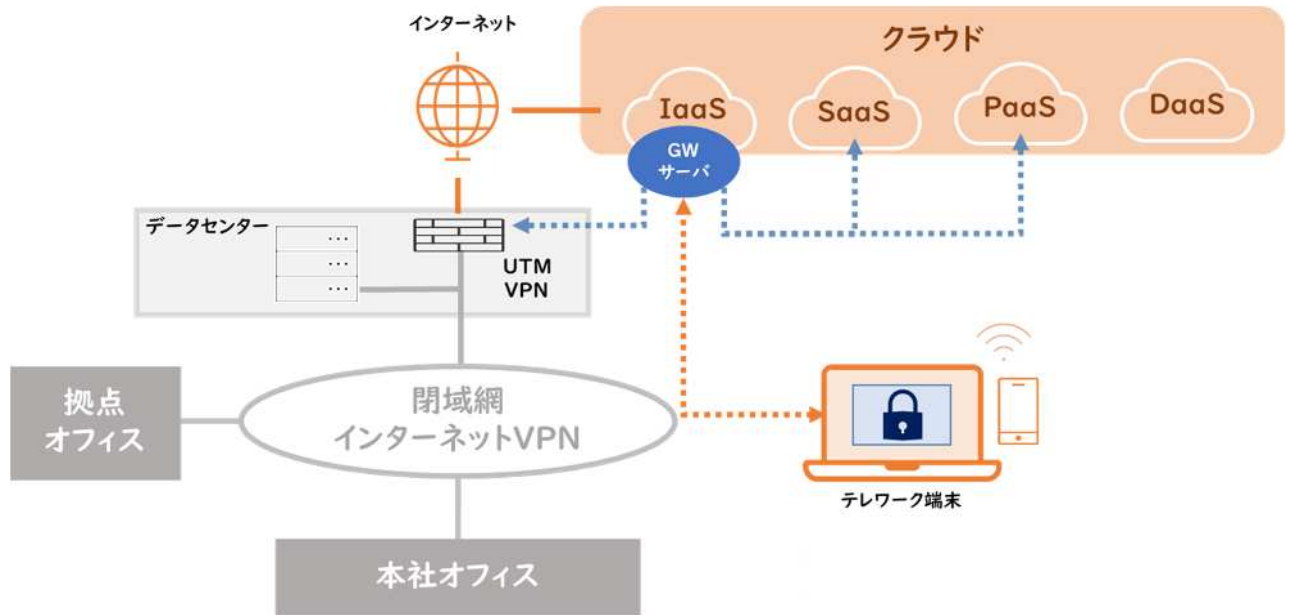 インターネット
クラウド
IaaS
SaaS
PaaS
DaaS
GW
サーバ
データセンター
UTM
VPN
拠点
オフィス
閉域網
インターネットVPN
テレワーク端末
本社オフィス